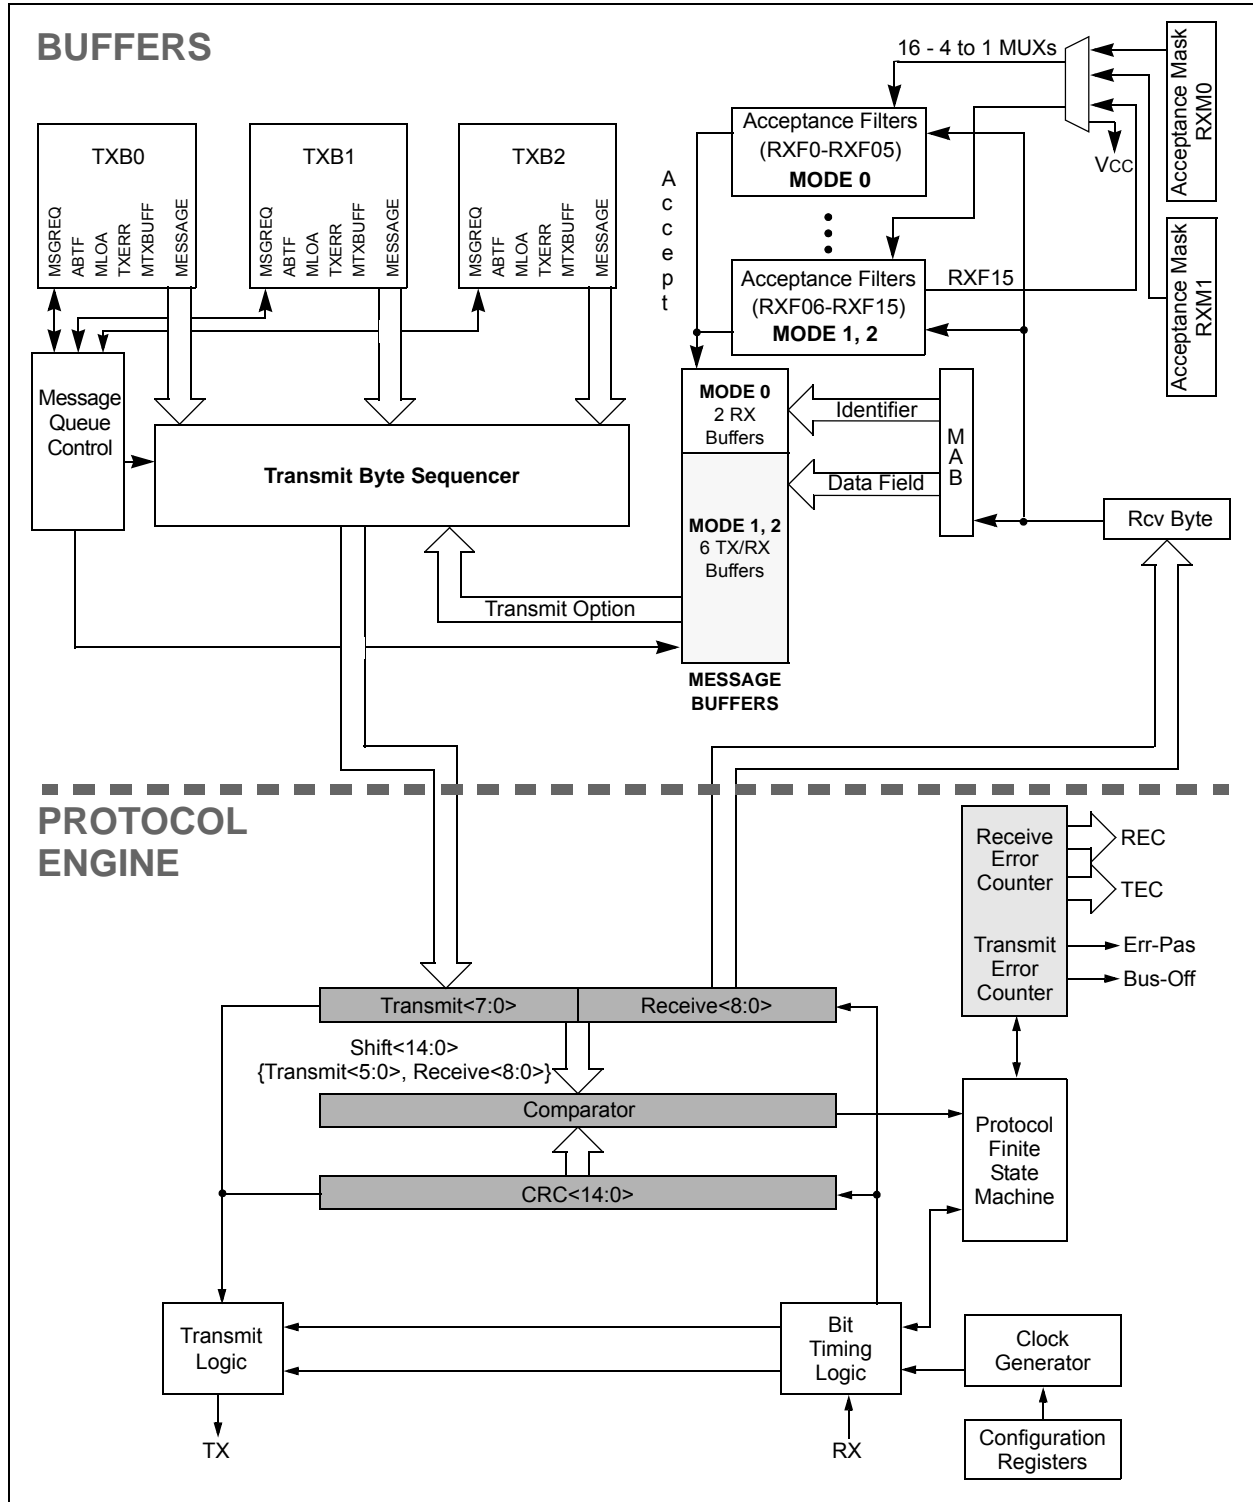 BUFFERS
16 - 4 to 1 MUXs
Acceptance Mask
RXM0
VCC
Acceptance Mask
RXM1
TXB0
MSGREQ
ABTF
MLOA
TXERR
MTXBUFF
MESSAGE
TXB1
MSGREQ
ABTF
MLOA
TXERR
MTXBUFF
MESSAGE
TXB2
MSGREQ
ABTF
MLOA
TXERR
MTXBUFF
MESSAGE
Accept
Acceptance Filters
(RXF0-RXF05)
MODE 0
Acceptance Filters
(RXF06-RXF15)
MODE 1, 2
RXF15
Message
Queue
Control
Transmit Byte Sequencer
MODE 0
2 RX
Buffers
MODE 1, 2
6 TX/RX
Buffers
MESSAGE
BUFFERS
Identifier
Data Field
MAB
Rcv Byte
Transmit Option
PROTOCOL
ENGINE
Receive
Error
Counter
Transmit
Error
Counter
REC
TEC
Err-Pas
Bus-Off
Transmit<7:0>
Receive<8:0>
Shift<14:0>
{Transmit<5:0>, Receive<8:0>}
Comparator
CRC<14:0>
Protocol
Finite
State
Machine
Transmit
Logic
Bit
Timing
Logic
Clock
Generator
Configuration
Registers
TX
RX